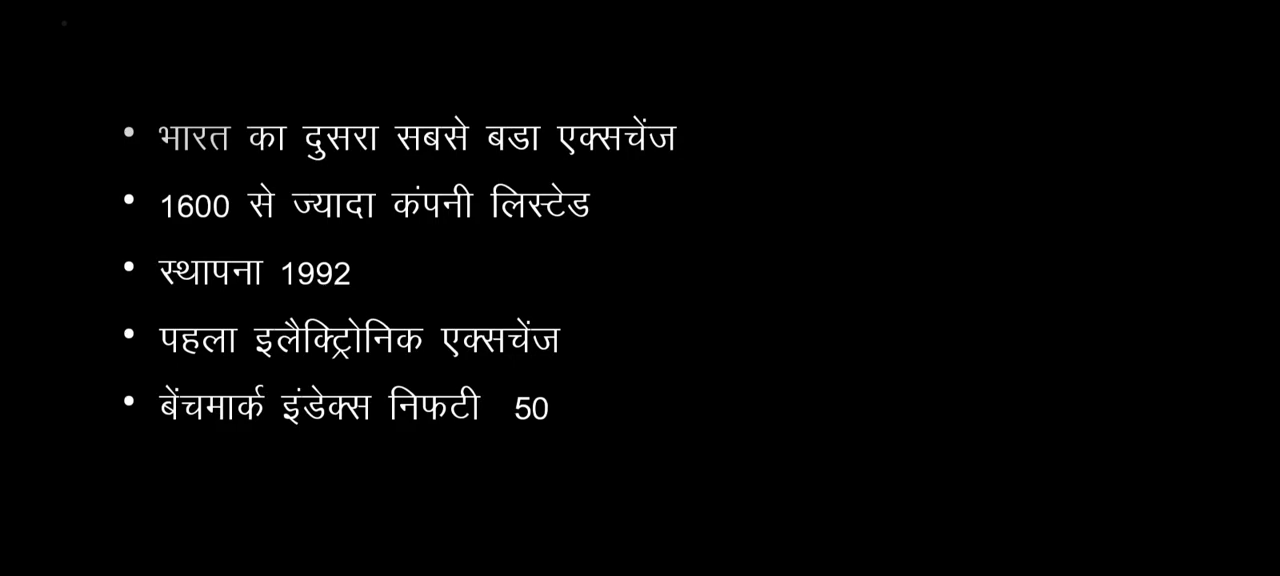 • भारत का दुसरा सबसे बडा एक्सचेंज
• 1600 से ज्यादा कंपनी लिस्टेड
• स्थापना 1992
• पहला इलैक्ट्रिोनिक एक्सचेंज
• बेंचमार्क इंडेक्स निफटी 50